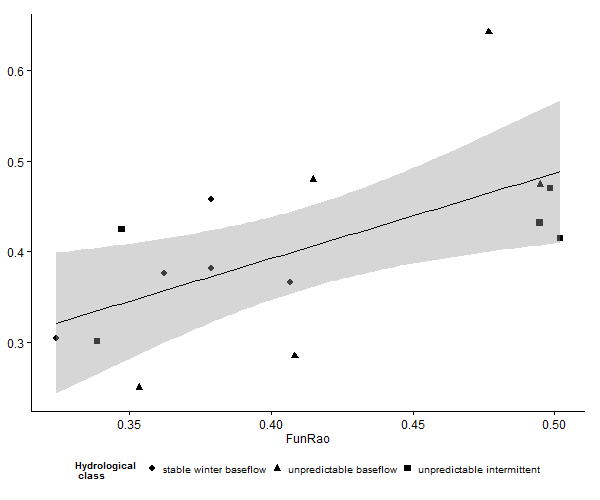 0.6
0.5
0.4
0.3
0.35 0.40 0.45 0.50
FunRao
Hydrological
class
stable winter baseflow unpredictable baseflow unpredictable intermittent